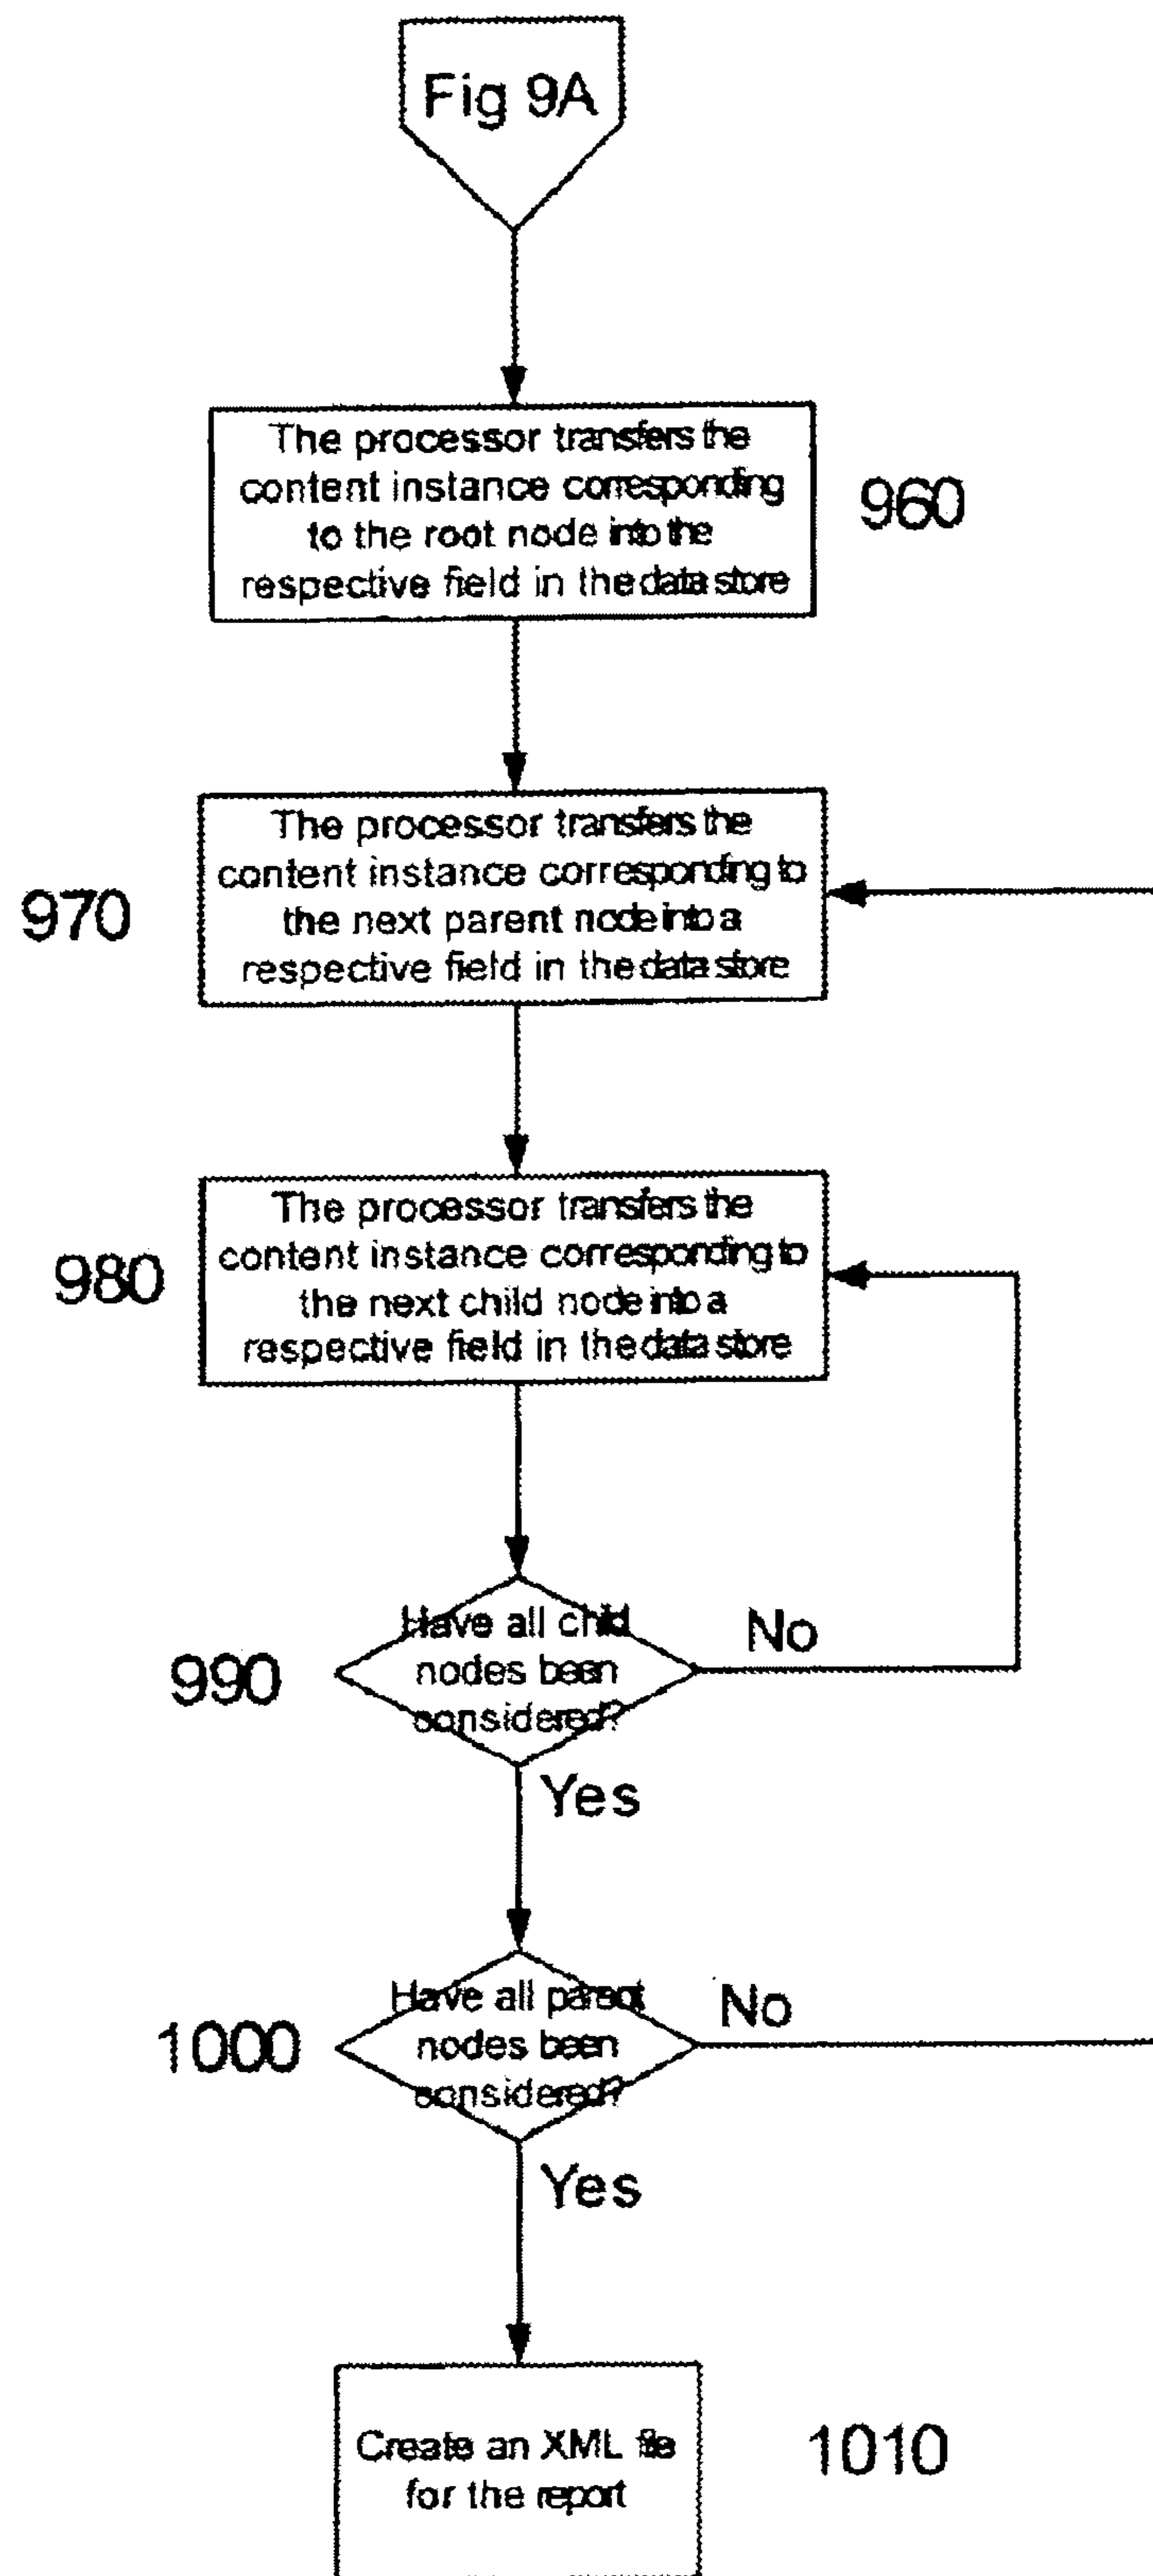 Fig 9A
The processor transfers the
content instance corresponding
to the root node into the
respective field in the data store
960
The processor transfers the
content instance corresponding to
the next parent node into a
respective field in the data store
970
The processor transfers the
content instance corresponding to
the next child node into a
respective field in the data store
980
Have all child
nodes been
considered?
990
No
Yes
Have all parent
nodes been
considered?
1000
No
Yes
Create an XML file
for the report
1010